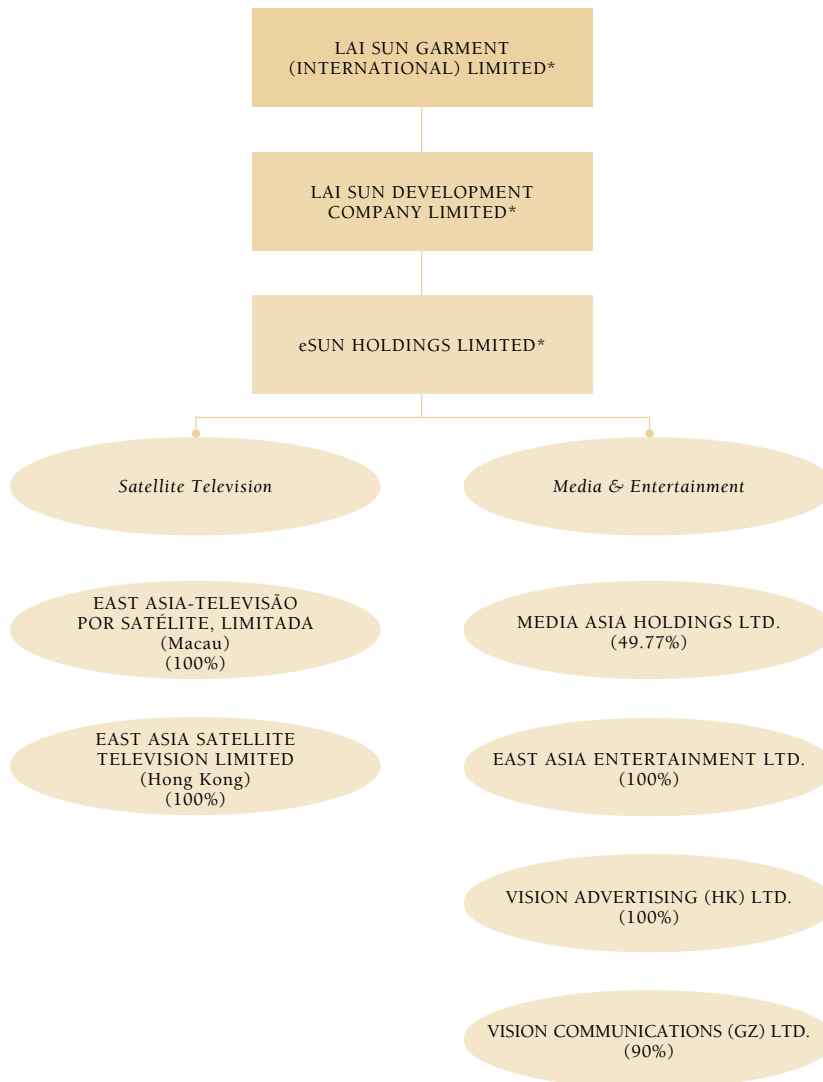 LAI SUN GARMENT
(INTERNATIONAL) LIMITED*
LAI SUN DEVELOPMENT
COMPANY LIMITED*
eSUN HOLDINGS LIMITED*
Satellite Television
EAST ASIA-TELEVISÃO
POR SATÉLITE, LIMITADA
(Macau)
(100%)
EAST ASIA SATELLITE
TELEVISION LIMITED
(Hong Kong)
(100%)
Media & Entertainment
MEDIA ASIA HOLDINGS LTD.
(49.77%)
EAST ASIA ENTERTAINMENT LTD.
(100%)
VISION ADVERTISING (HK) LTD.
(100%)
VISION COMMUNICATIONS (GZ) LTD.
(90%)